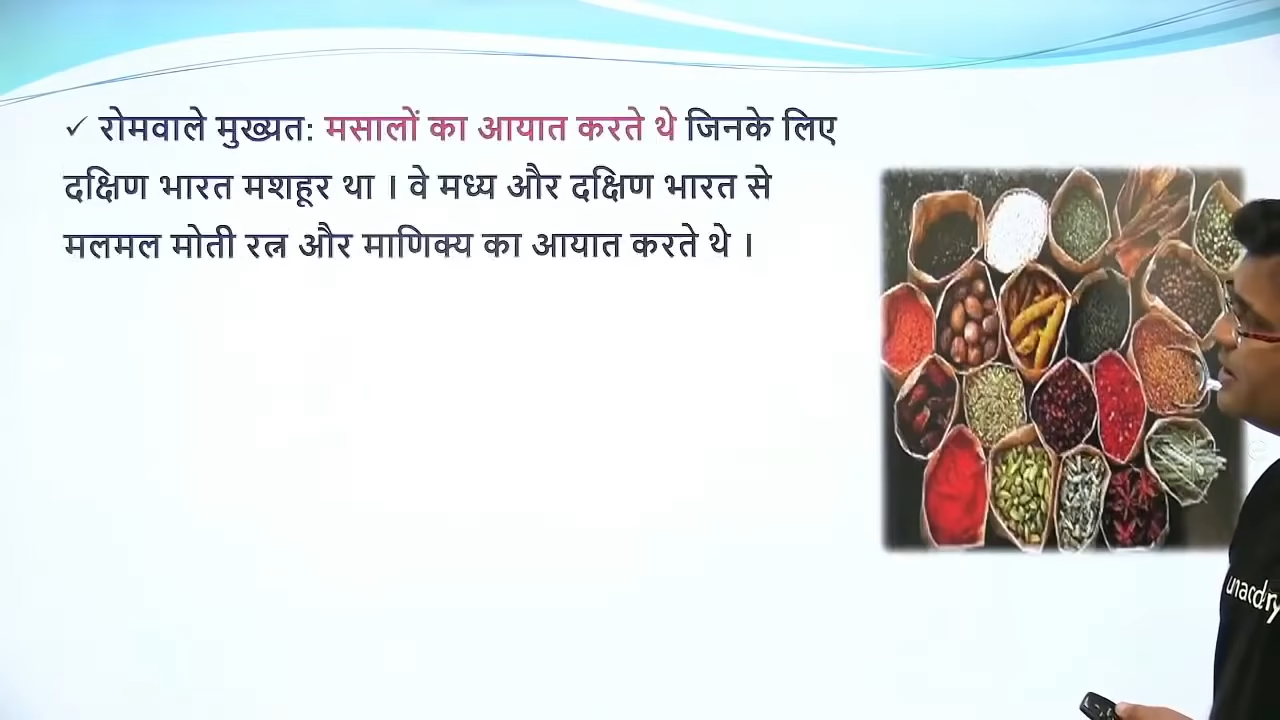 ✓ रोमवाले मुख्यत: मसालों का आयात करते थे जिनके लिए
दक्षिण भारत मशहूर था । वे मध्य और दक्षिण भारत से
मलमल मोती रत्न और माणिक्य का आयात करते थे ।